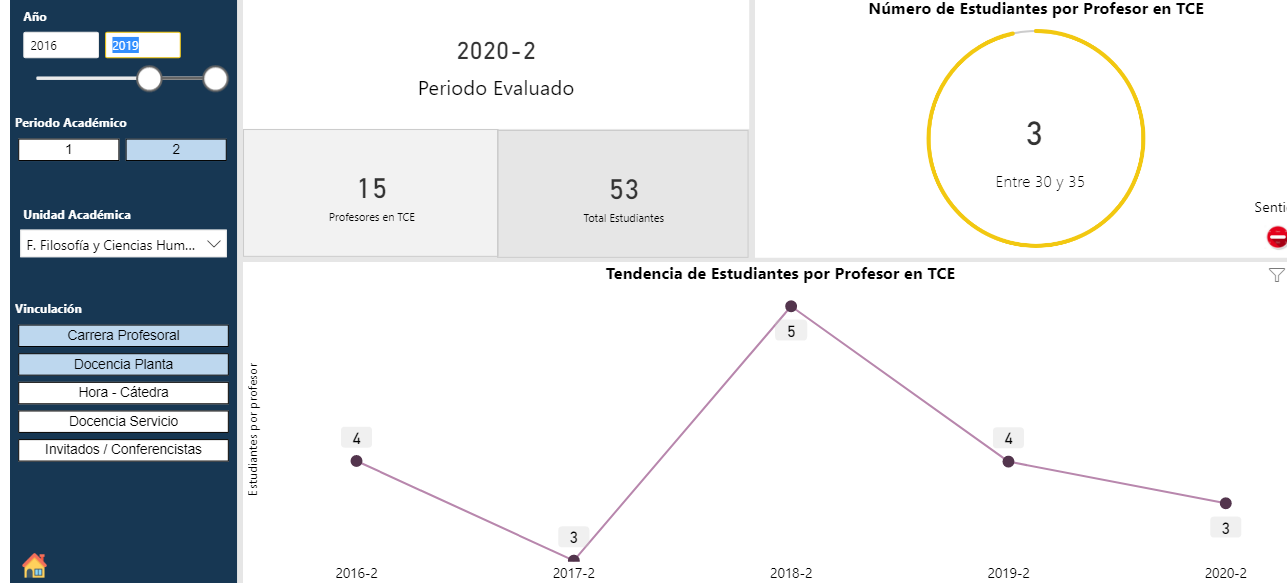 Año
2016
2019
Periodo Académico
1
2
Unidad Académica
F. Filosofía y Ciencias Hum...
Vinculación
Carrera Profesoral
Docencia Planta
Hora - Cátedra
Docencia Servicio
Invitados / Conferencistas
2020-2
Periodo Evaluado
15
Profesores en TCE
53
Total Estudiantes
Número de Estudiantes por Profesor en TCE
3
Entre 30 y 35
Senti
Tendencia de Estudiantes por Profesor en TCE
Estudiantes por profesor
4
3
5
4
3
2016-2
2017-2
2018-2
2019-2
2020-2